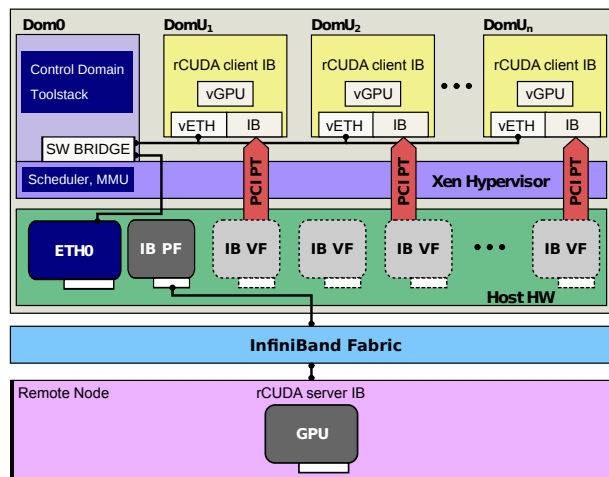 Dom0
DomU1
DomU2
DomUn
Control Domain
Toolstack
rCUDA client IB
rCUDA client IB
rCUDA client IB
vGPU
vGPU
vGPU
vETH
IB
vETH
IB
vETH
IB
SW BRIDGE
Scheduler, MMU
PCI PT
PCI PT
PCI PT
Xen Hypervisor
ETH0
IB PF
IB VF
IB VF
IB VF
IB VF
Host HW
InfiniBand Fabric
Remote Node
rCUDA server IB
GPU